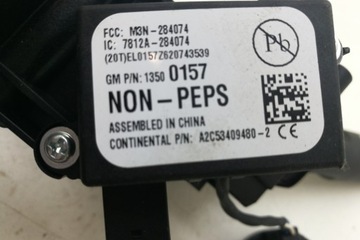 FCC: M3N-284074
IC: 7812A-284074
(20T)EL0157Z620743539
GM P/N: 1350 0157
NON-PEPS
ASSEMBLED IN CHINA
CONTINENTAL P/N: A2C53409480-2 CE
Pb